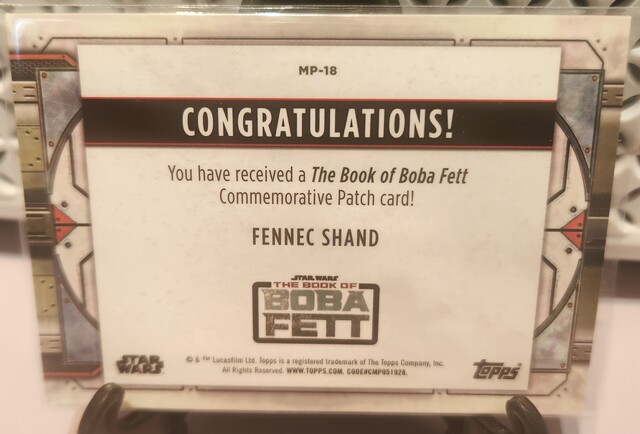 MP-18
CONGRATULATIONS!
You have received a The Book of Boba Fett
Commemorative Patch card!
FENNEC SHAND
STAR WARS
THE BOOK OF
BOBA
FETT
STAR WARS
© & ™ Lucasfilm Ltd. Topps is a registered trademark of The Topps Company, Inc.
All Rights Reserved. WWW.TOPPS.COM. CODE#CMP051928.
Topps